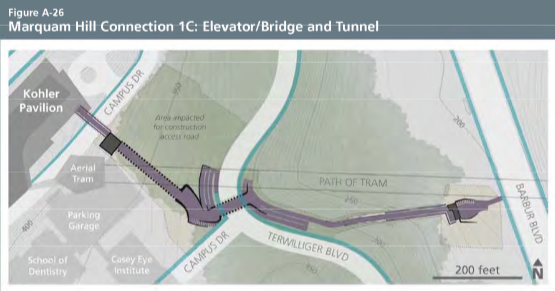 Figure A-26
Marquam Hill Connection 1C: Elevator/Bridge and Tunnel
Kohler
Pavilion
CAMPUS DR
Area impacted
for construction
access road
Aerial
Tram
PATH OF TRAM
200
BARBUR BLVD
Parking
Garage
400
School of
Dentistry
Casey Eye
Institute
CAMPUS DR
TERWILLIGER BLVD
200 feet
N